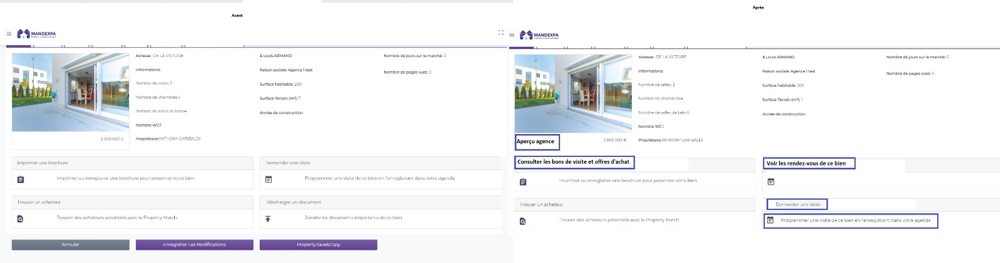 Avant
MANDEXPA
Adresse : DE LA VICTOIRE
Informations:
Nombre de salles: 2
Nombre de chambres:4
Nombre de salles de bain:4
Nombre WC:1
Propriétaire:ANTHONY GARIBALDI
Louis ARMAND
Raison sociale: Agence 1 test
Surface habitable: 200
Surface Terrain (m²): 7
Année de construction:
Nombre de jours sur le marché: 0
Nombre de pages vues: 0
2 000 000 €
Imprimer une brochure
Imprimer ou enregistrer une brochure pour presenter votre bien
Demander une visite
Programmer une visite de ce bien en l'enregistrant dans votre agenda
Trouver un acheteur
Trouver des acheteurs potentiels avec le Property Match.
Télécharger un document
Joindre les documents importants de ce bien
Annuler
Enregistrer Les Modifications
Property.Save&Copy
Après
MANDEXPA
Adresse : DE LA VICTOIRE
Informations:
Nombre de salles: 2
Nombre de chambres:4
Nombre de salles de bain:4
Nombre WC:1
Propriétaire:ANTHONY GARIBALDI
Louis ARMAND
Raison sociale: Agence 1 test
Surface habitable: 200
Surface Terrain (m²): 7
Année de construction:
Nombre de jours sur le marché: 0
Nombre de pages vues: 0
Aperçu agence
2 000 000 €
Consulter les bons de visite et offres d'achat
Imprimer ou enregistrer une brochure pour presenter votre bien
Voir les rendez-vous de ce bien
Trouver un acheteur
Trouver des acheteurs potentiels avec le Property Match.
Demander une visite
Programmer une visite de ce bien en l'enregistrant dans votre agenda